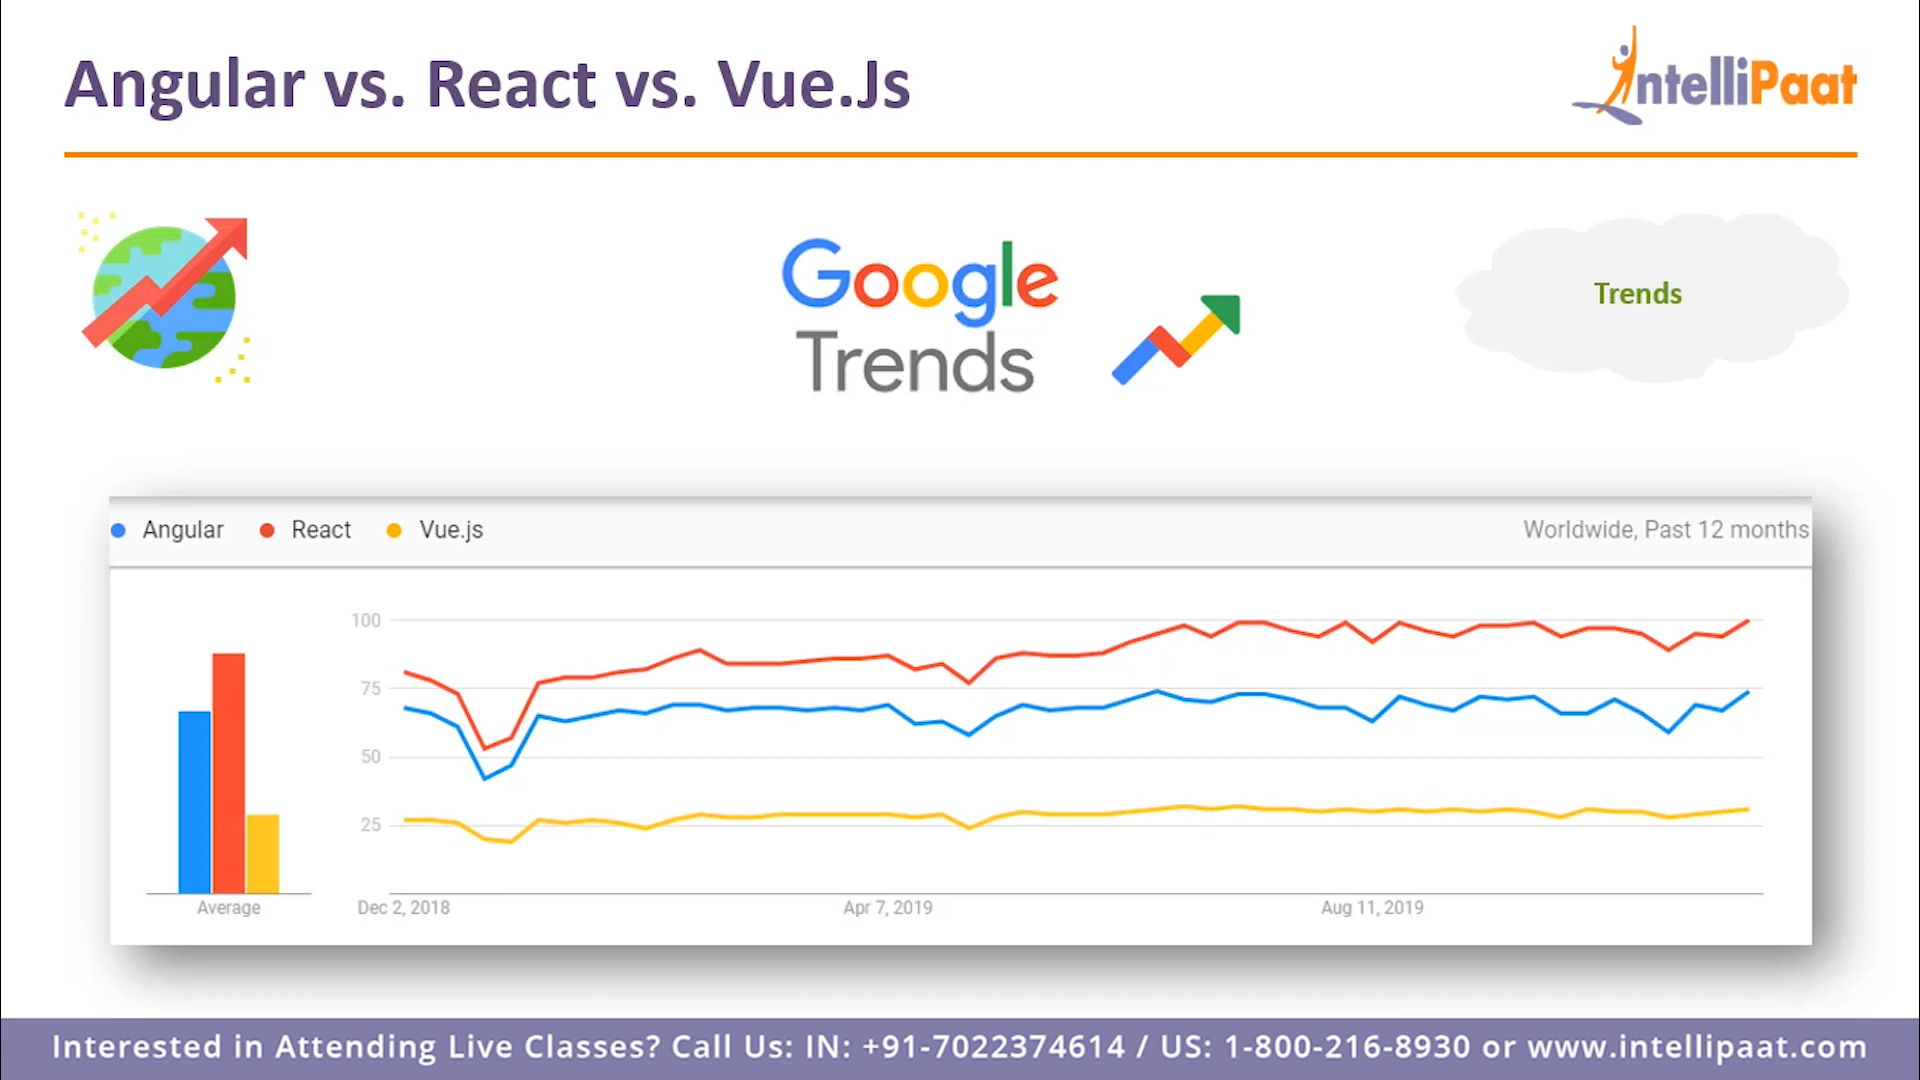 Angular vs. React vs. Vue.Js
IntelliPaat
Google
Trends
Trends
Angular
React
Vue.js
Worldwide, Past 12 months
100
75
50
25
Average
Dec 2, 2018
Apr 7, 2019
Aug 11, 2019
Interested in Attending Live Classes? Call Us: IN: +91-7022374614 / US: 1-800-216-8930 or www.intellipaat.com